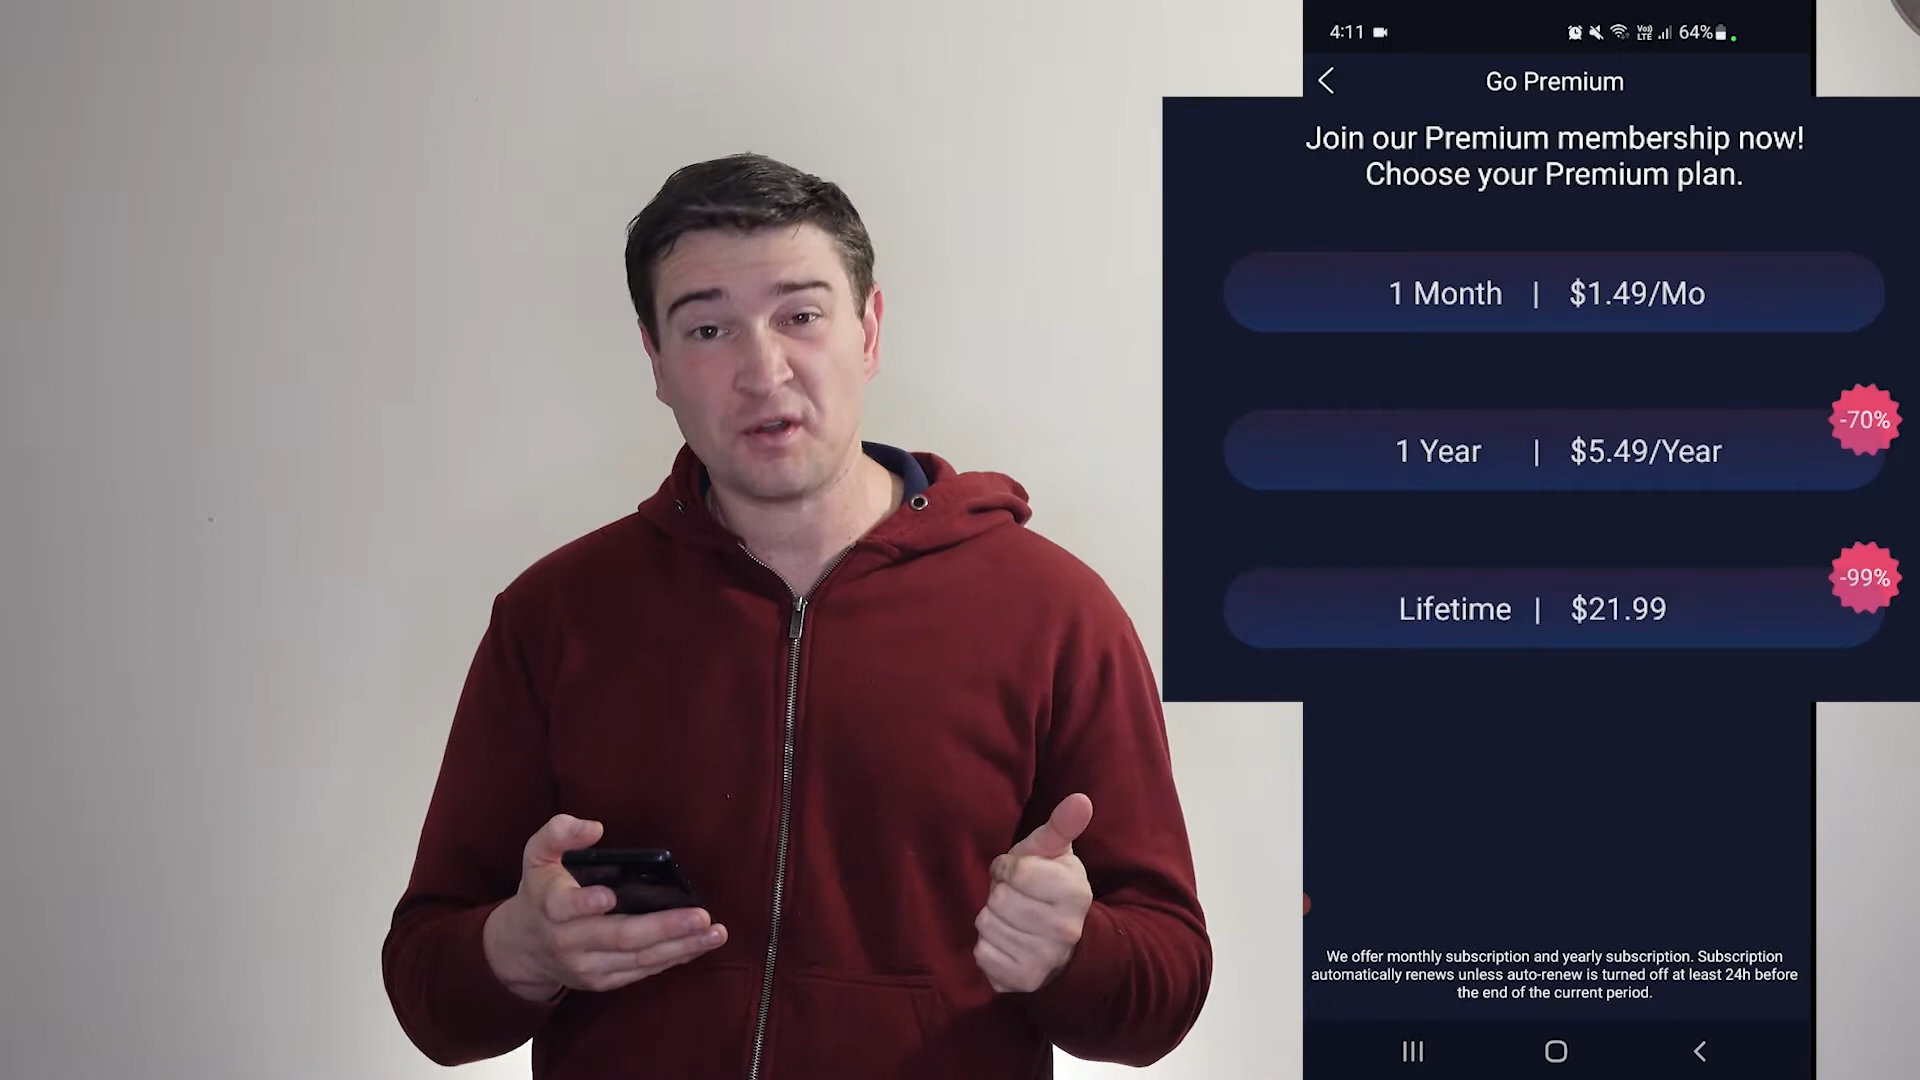 4:11
Vo)) LTE 64%
Go Premium
Join our Premium membership now!
Choose your Premium plan.
1 Month | $1.49/Mo
-70%
1 Year | $5.49/Year
-99%
Lifetime | $21.99
We offer monthly subscription and yearly subscription. Subscription
automatically renews unless auto-renew is turned off at least 24h before
the end of the current period.